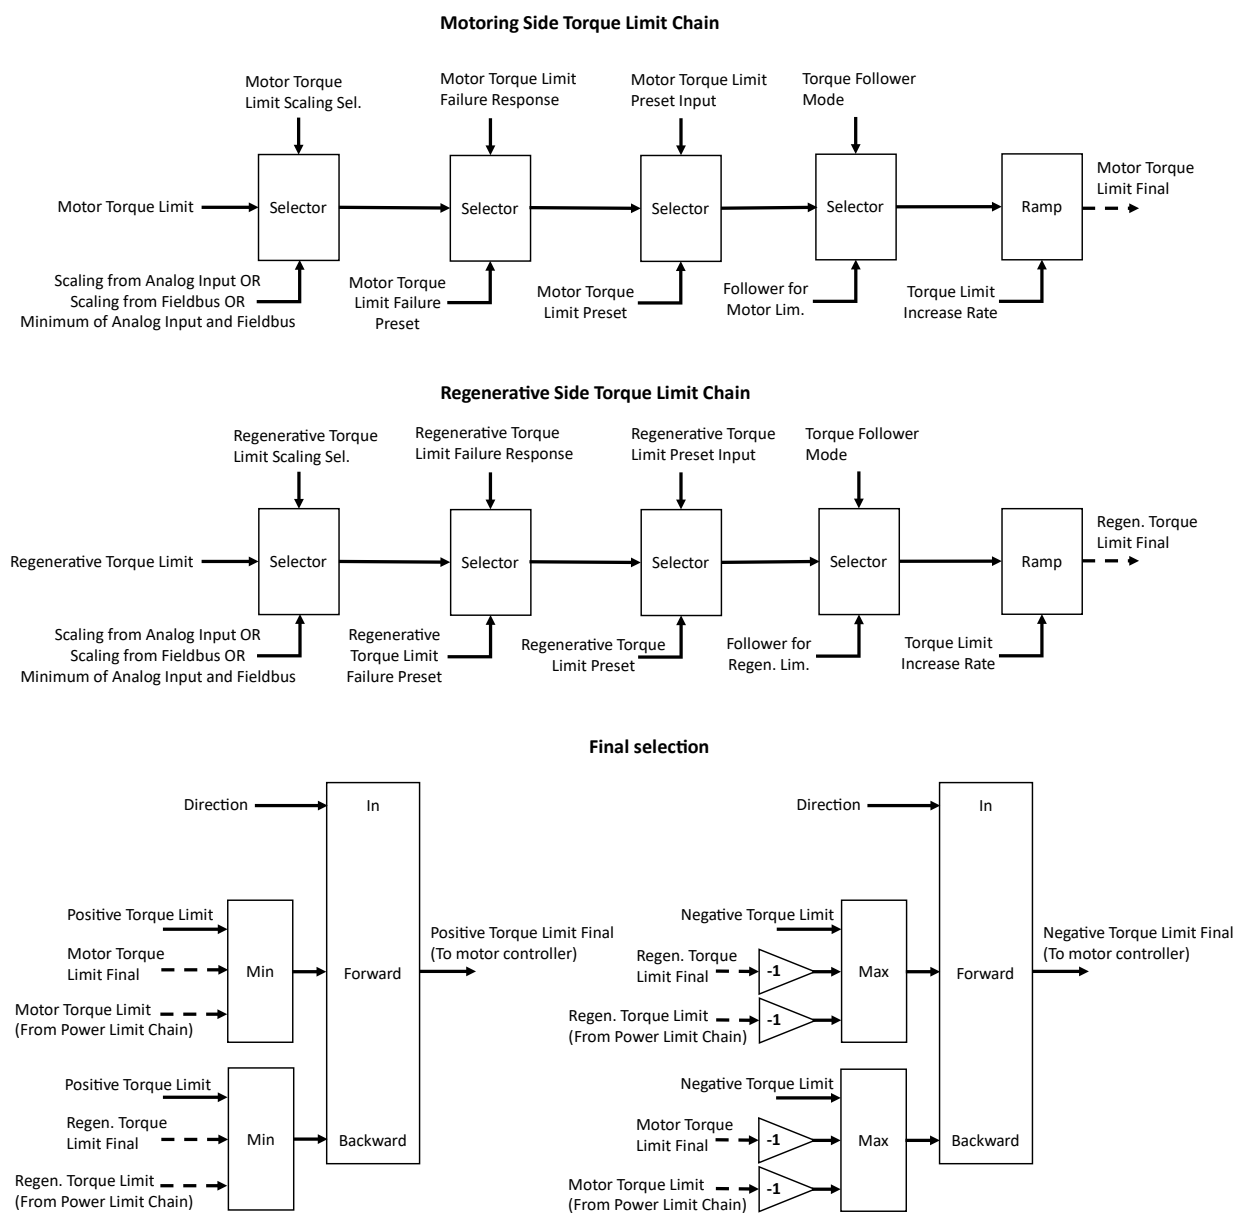 Motoring Side Torque Limit Chain
Motor Torque
Limit Scaling Sel.
Motor Torque Limit
Failure Response
Motor Torque Limit
Preset Input
Torque Follower
Mode
Motor Torque Limit
Selector
Selector
Selector
Selector
Ramp
Motor Torque
Limit Final
Scaling from Analog Input OR
Scaling from Fieldbus OR
Minimum of Analog Input and Fieldbus
Motor Torque
Limit Failure
Preset
Motor Torque
Limit Preset
Follower for
Motor Lim.
Torque Limit
Increase Rate
Regenerative Side Torque Limit Chain
Regenerative Torque
Limit Scaling Sel.
Regenerative Torque
Limit Failure Response
Regenerative Torque
Limit Preset Input
Torque Follower
Mode
Regenerative Torque Limit
Selector
Selector
Selector
Selector
Ramp
Regen. Torque
Limit Final
Scaling from Analog Input OR
Scaling from Fieldbus OR
Minimum of Analog Input and Fieldbus
Regenerative
Torque Limit
Failure Preset
Regenerative Torque
Limit Preset
Follower for
Regen. Lim.
Torque Limit
Increase Rate
Final selection
Direction
In
Positive Torque Limit
Motor Torque
Limit Final
Motor Torque Limit
(From Power Limit Chain)
Min
Forward
Positive Torque Limit Final
(To motor controller)
Positive Torque Limit
Regen. Torque
Limit Final
Regen. Torque Limit
(From Power Limit Chain)
Min
Backward
Direction
In
Negative Torque Limit
Regen. Torque
Limit Final
-1
Regen. Torque Limit
(From Power Limit Chain)
-1
Max
Forward
Negative Torque Limit Final
(To motor controller)
Negative Torque Limit
Motor Torque
Limit Final
-1
Motor Torque Limit
(From Power Limit Chain)
-1
Max
Backward